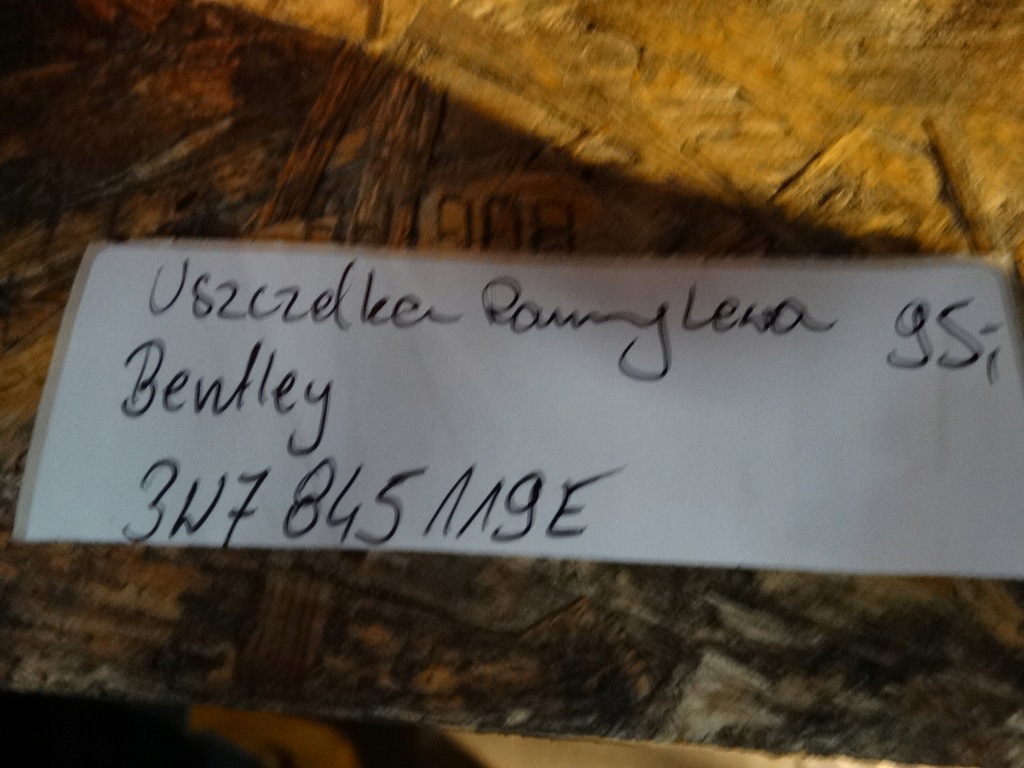 Uszczelka Ramy Lewa 95,-
Bentley
3W7 845 119E